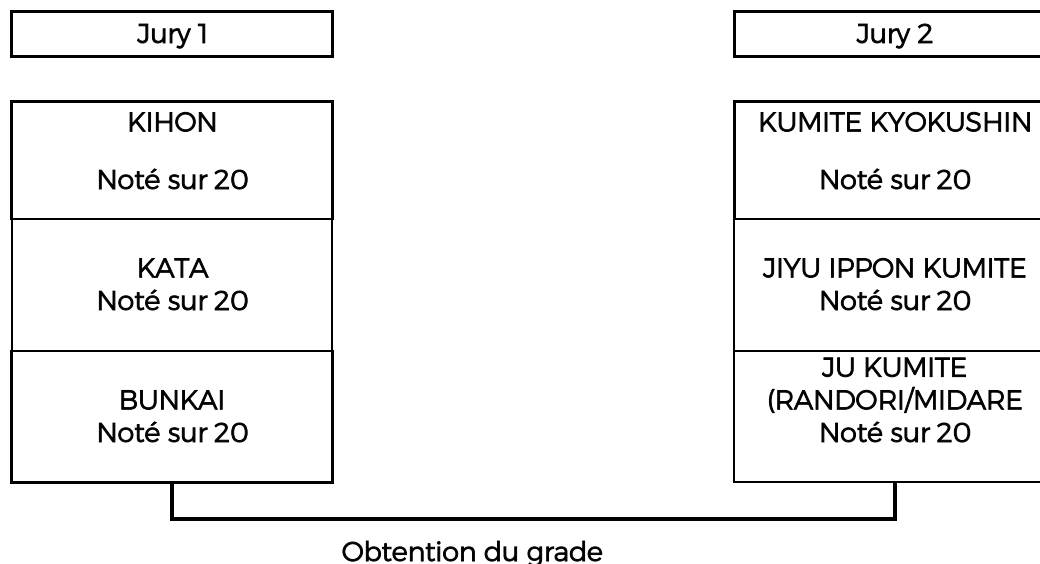 Jury 1
KIHON
Noté sur 20
KATA
Noté sur 20
BUNKAI
Noté sur 20
Jury 2
KUMITE KYOKUSHIN
Noté sur 20
JIYU IPPON KUMITE
Noté sur 20
JU KUMITE
(RANDORI/MIDARE
Noté sur 20
Obtention du grade